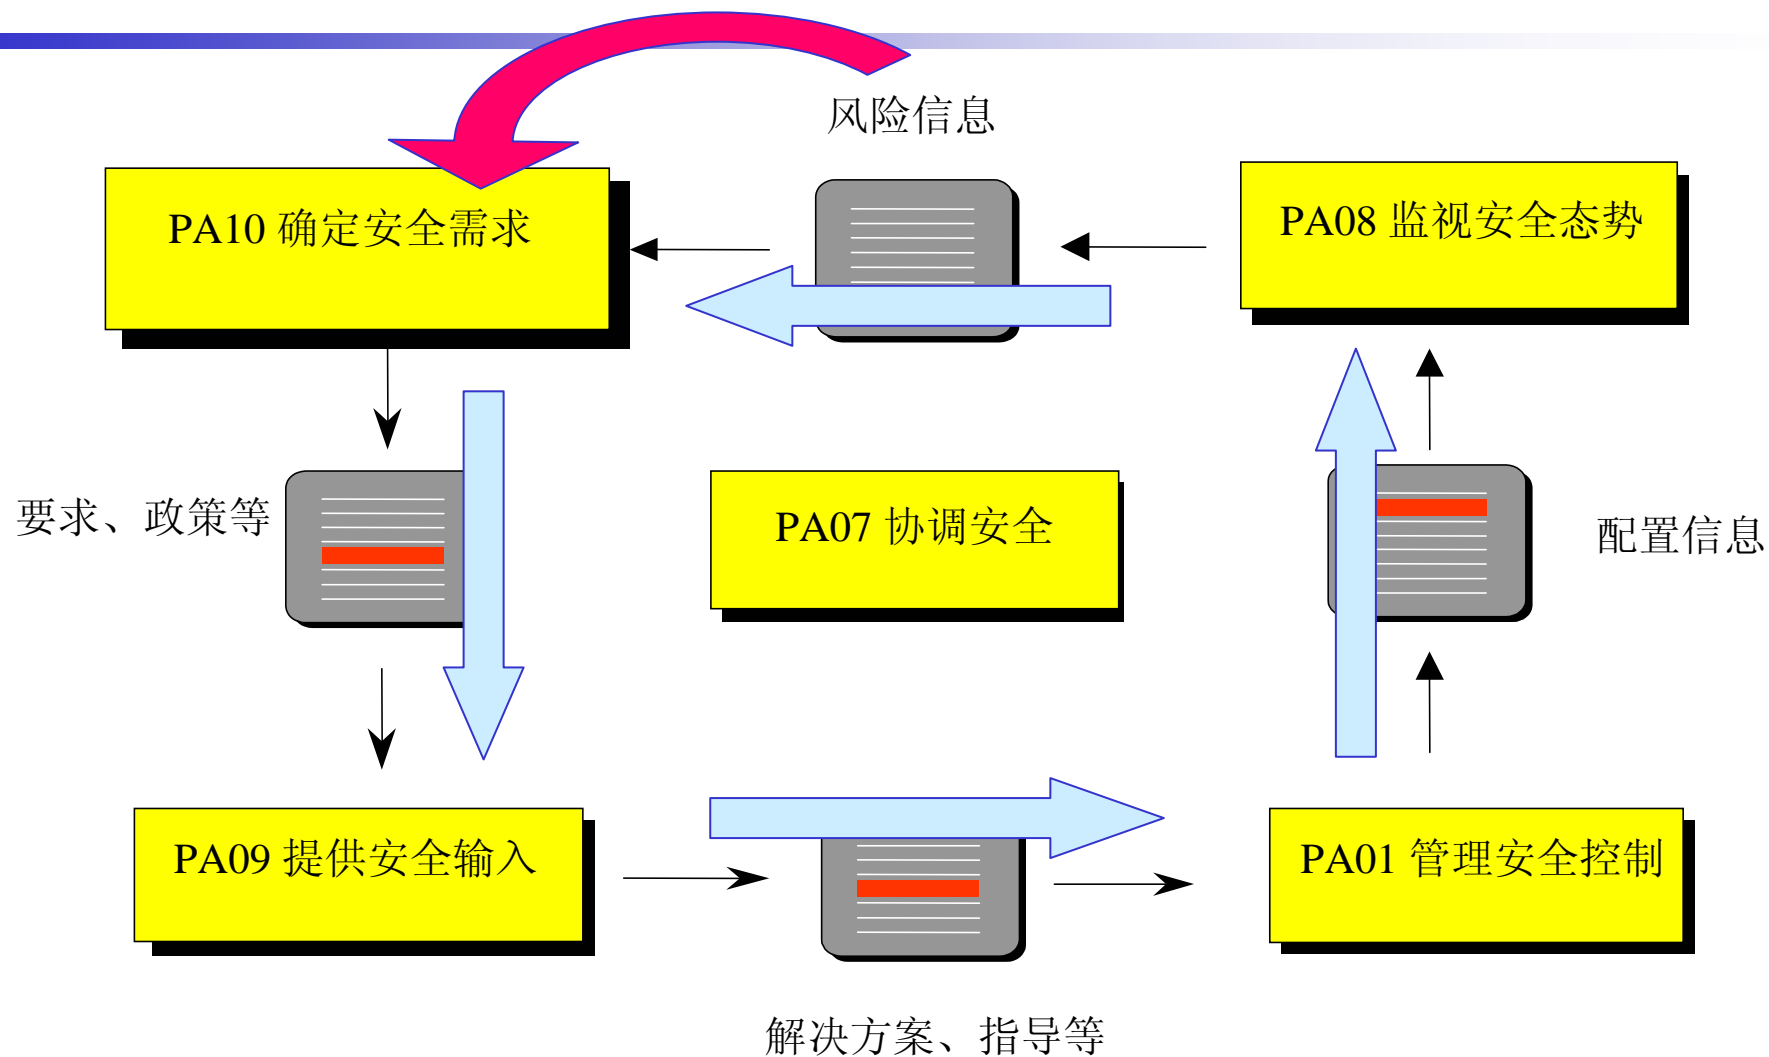 风险信息
PA10 确定安全需求
PA08 监视安全态势
要求、政策等
PA07 协调安全
配置信息
PA09 提供安全输入
PA01 管理安全控制
解决方案、指导等